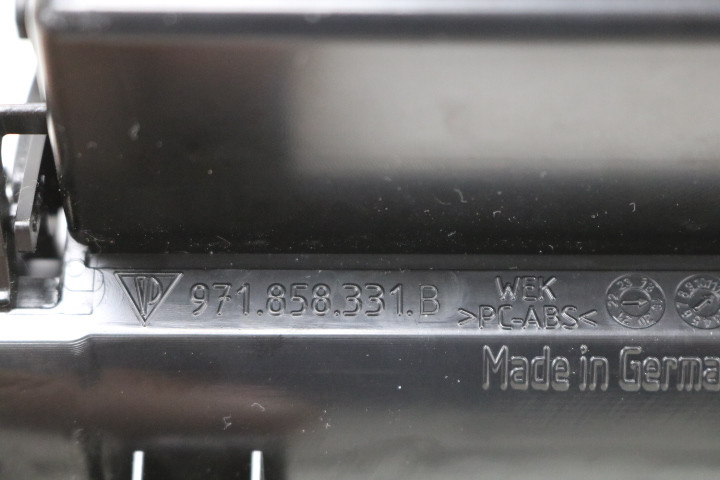 971.858.331.B
WEK
>PC-ABS<
Made in Germa